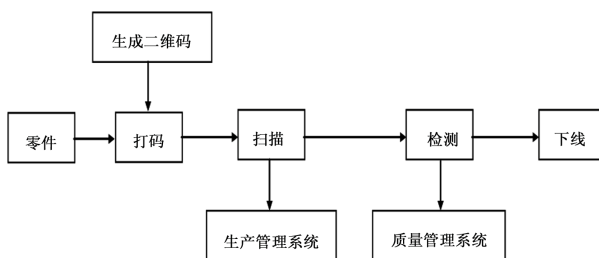 生成二维码
零件
打码
扫描
检测
下线
生产管理系统
质量管理系统